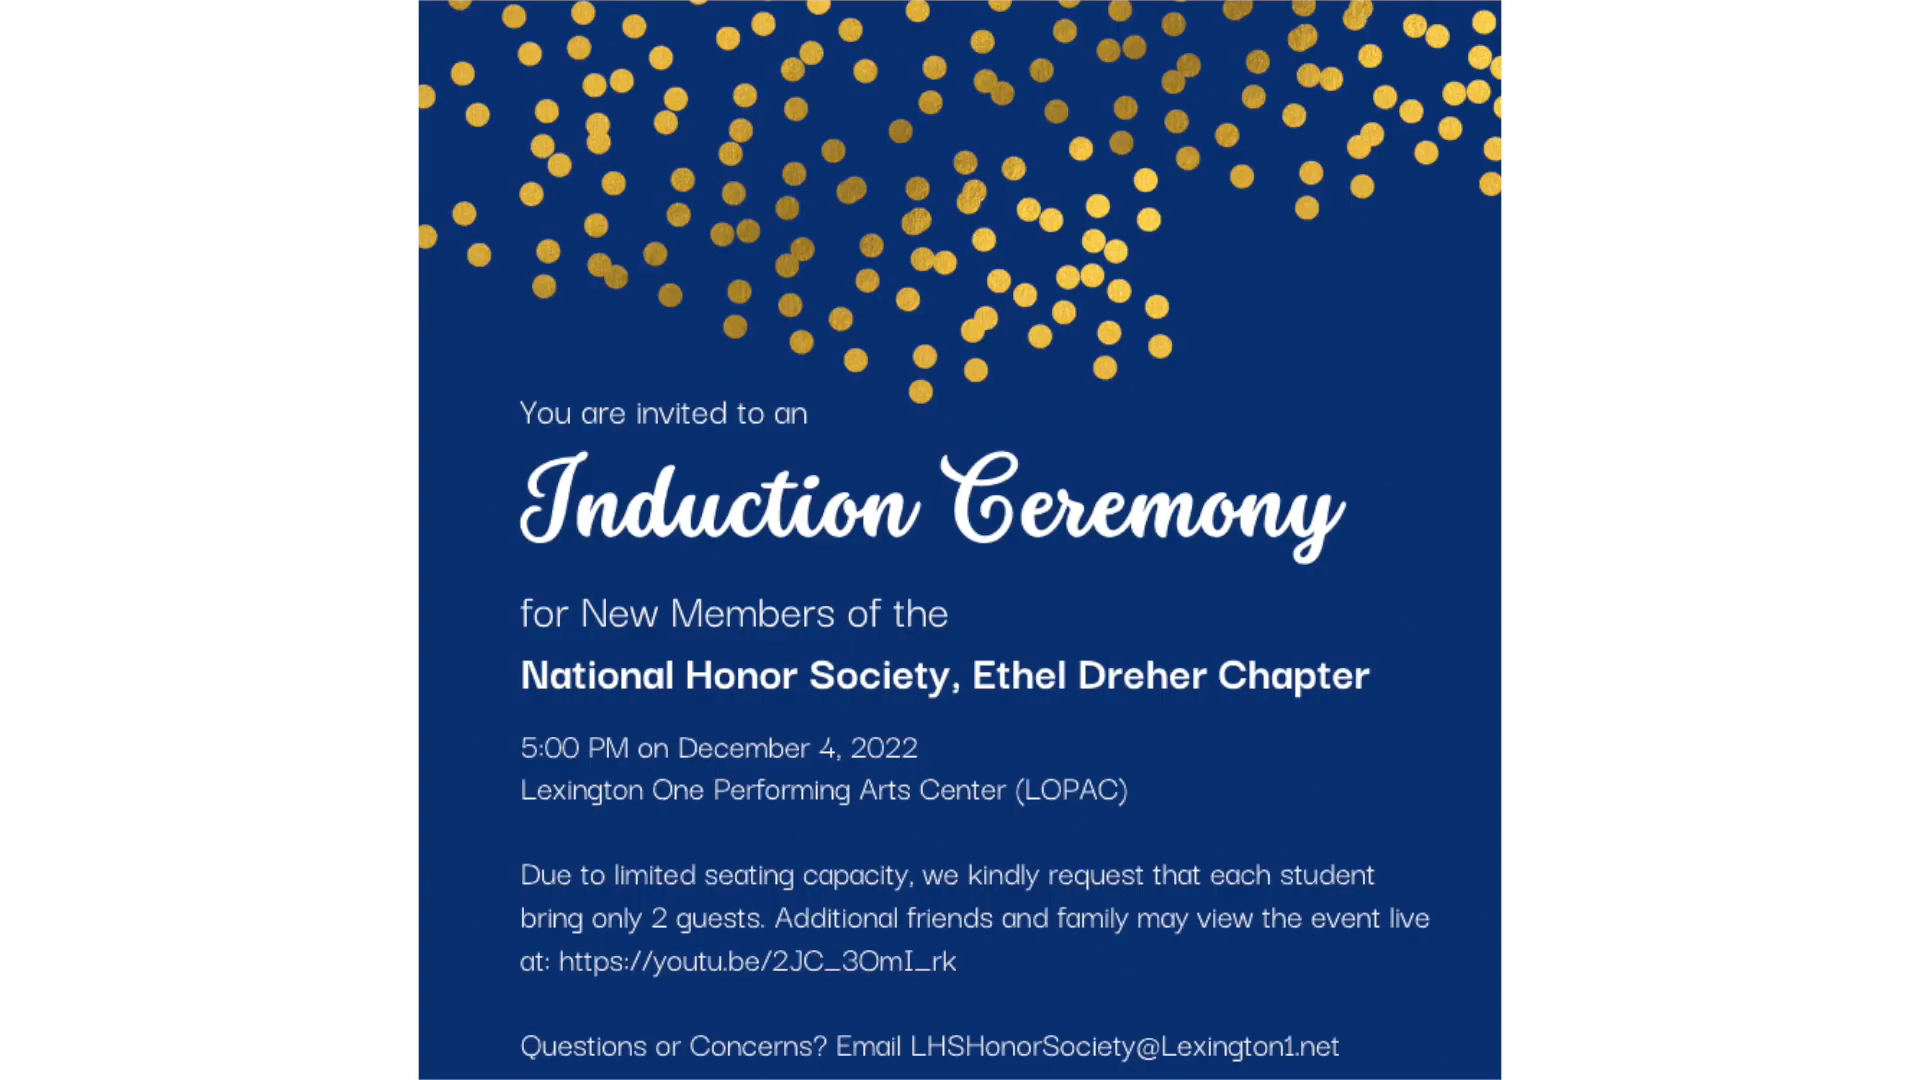 You are invited to an
Induction Ceremony
for New Members of the
National Honor Society, Ethel Dreher Chapter
5:00 PM on December 4, 2022
Lexington One Performing Arts Center (LOPAC)
Due to limited seating capacity, we kindly request that each student
bring only 2 guests. Additional friends and family may view the event live
at: https://youtu.be/2JC_3OmI_rk
Questions or Concerns? Email LHSHonorSociety@Lexington1.net